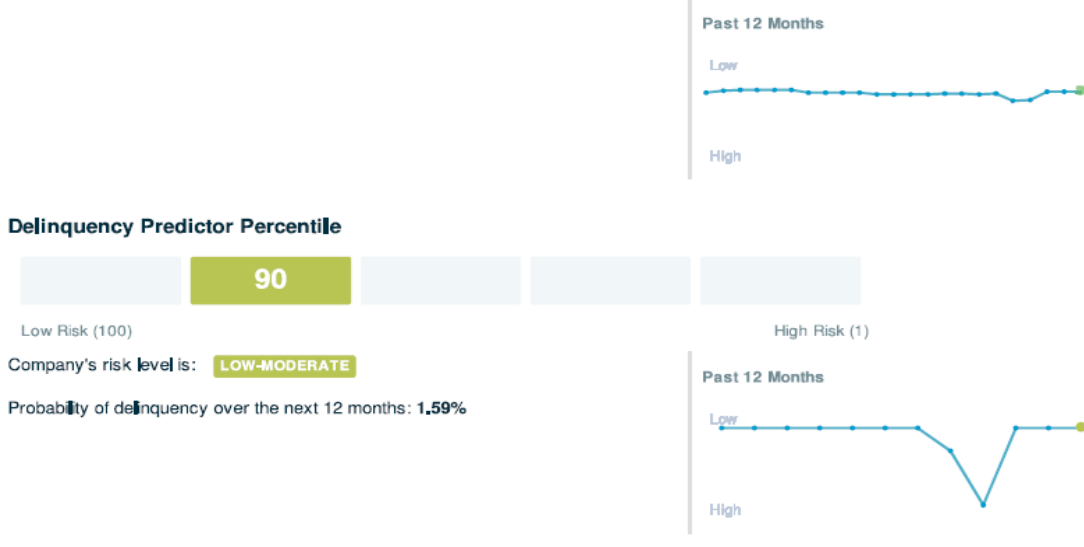 Past 12 Months
Low
High
Delinquency Predictor Percentile
90
Low Risk (100)
High Risk (1)
Company's risk level is: LOW-MODERATE
Probability of delinquency over the next 12 months: 1.59%
Past 12 Months
Low
High